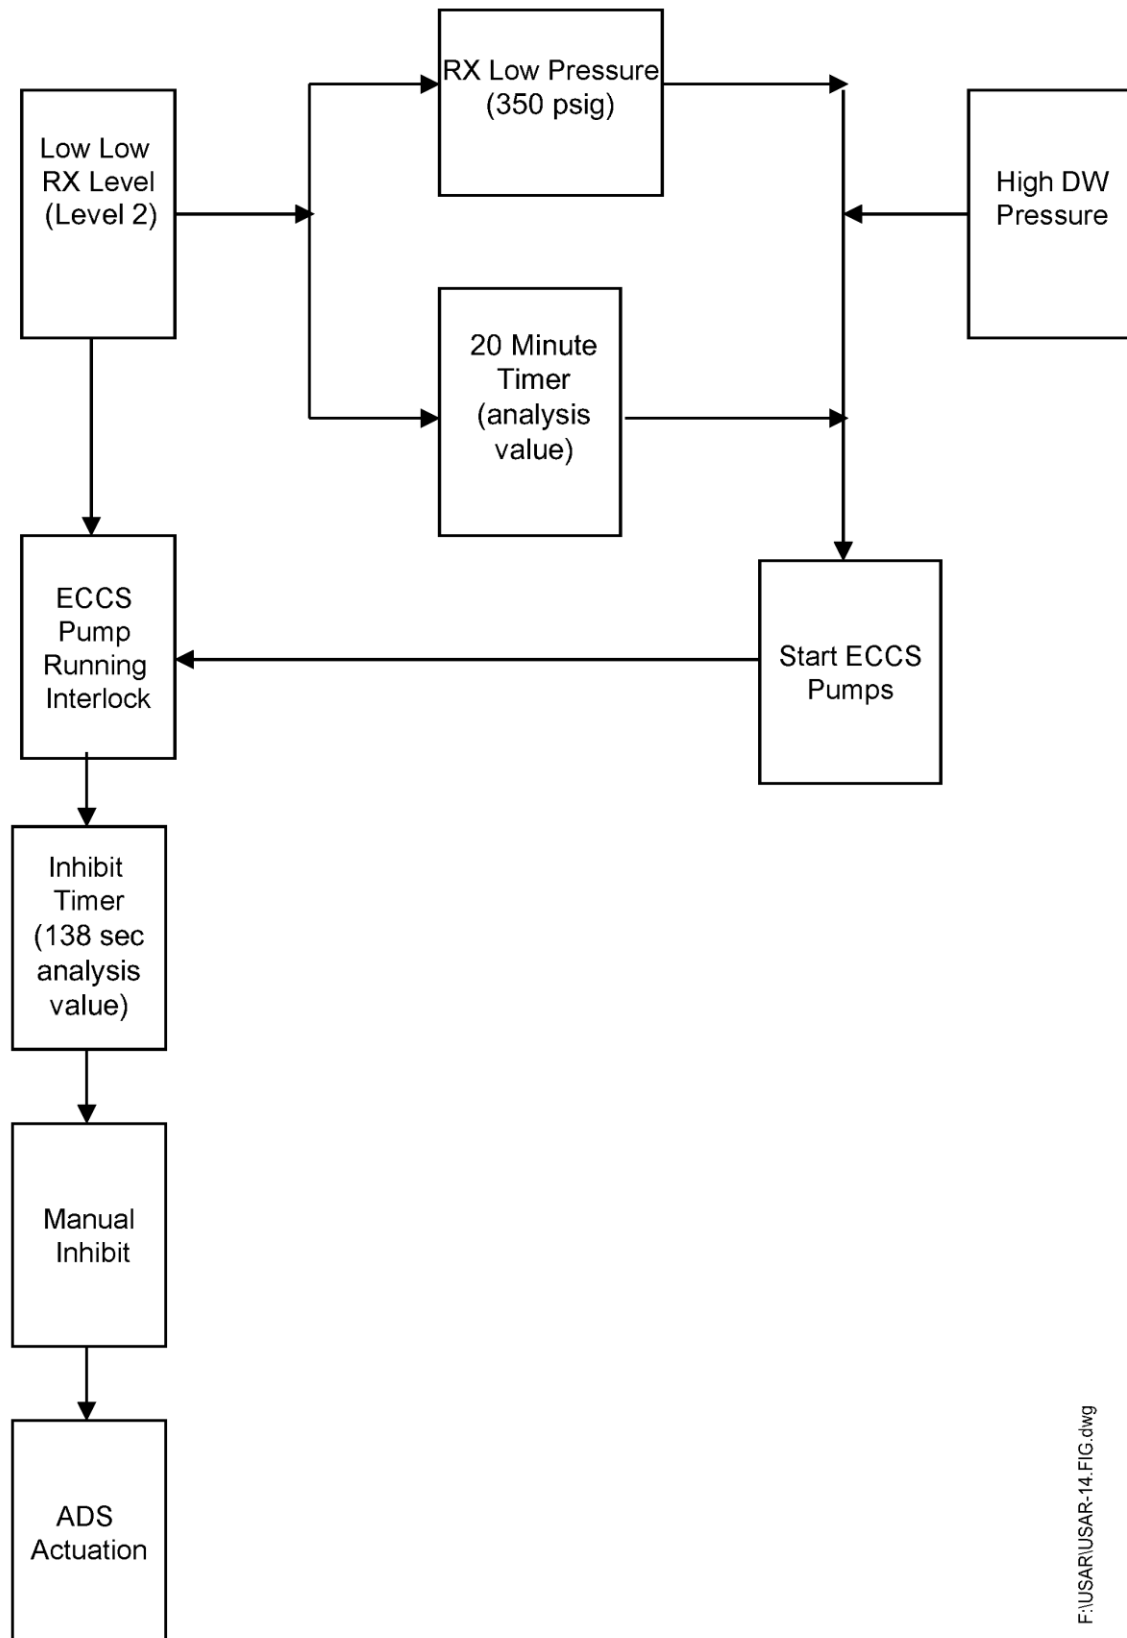 RX Low Pressure
(350 psig)
Low Low
RX Level
(Level 2)
High DW
Pressure
20 Minute
Timer
(analysis
value)
ECCS
Pump
Running
Interlock
Start ECCS
Pumps
Inhibit
Timer
(138 sec
analysis
value)
Manual
Inhibit
ADS
Actuation
F:\USAR\USAR-14.FIG.dwg